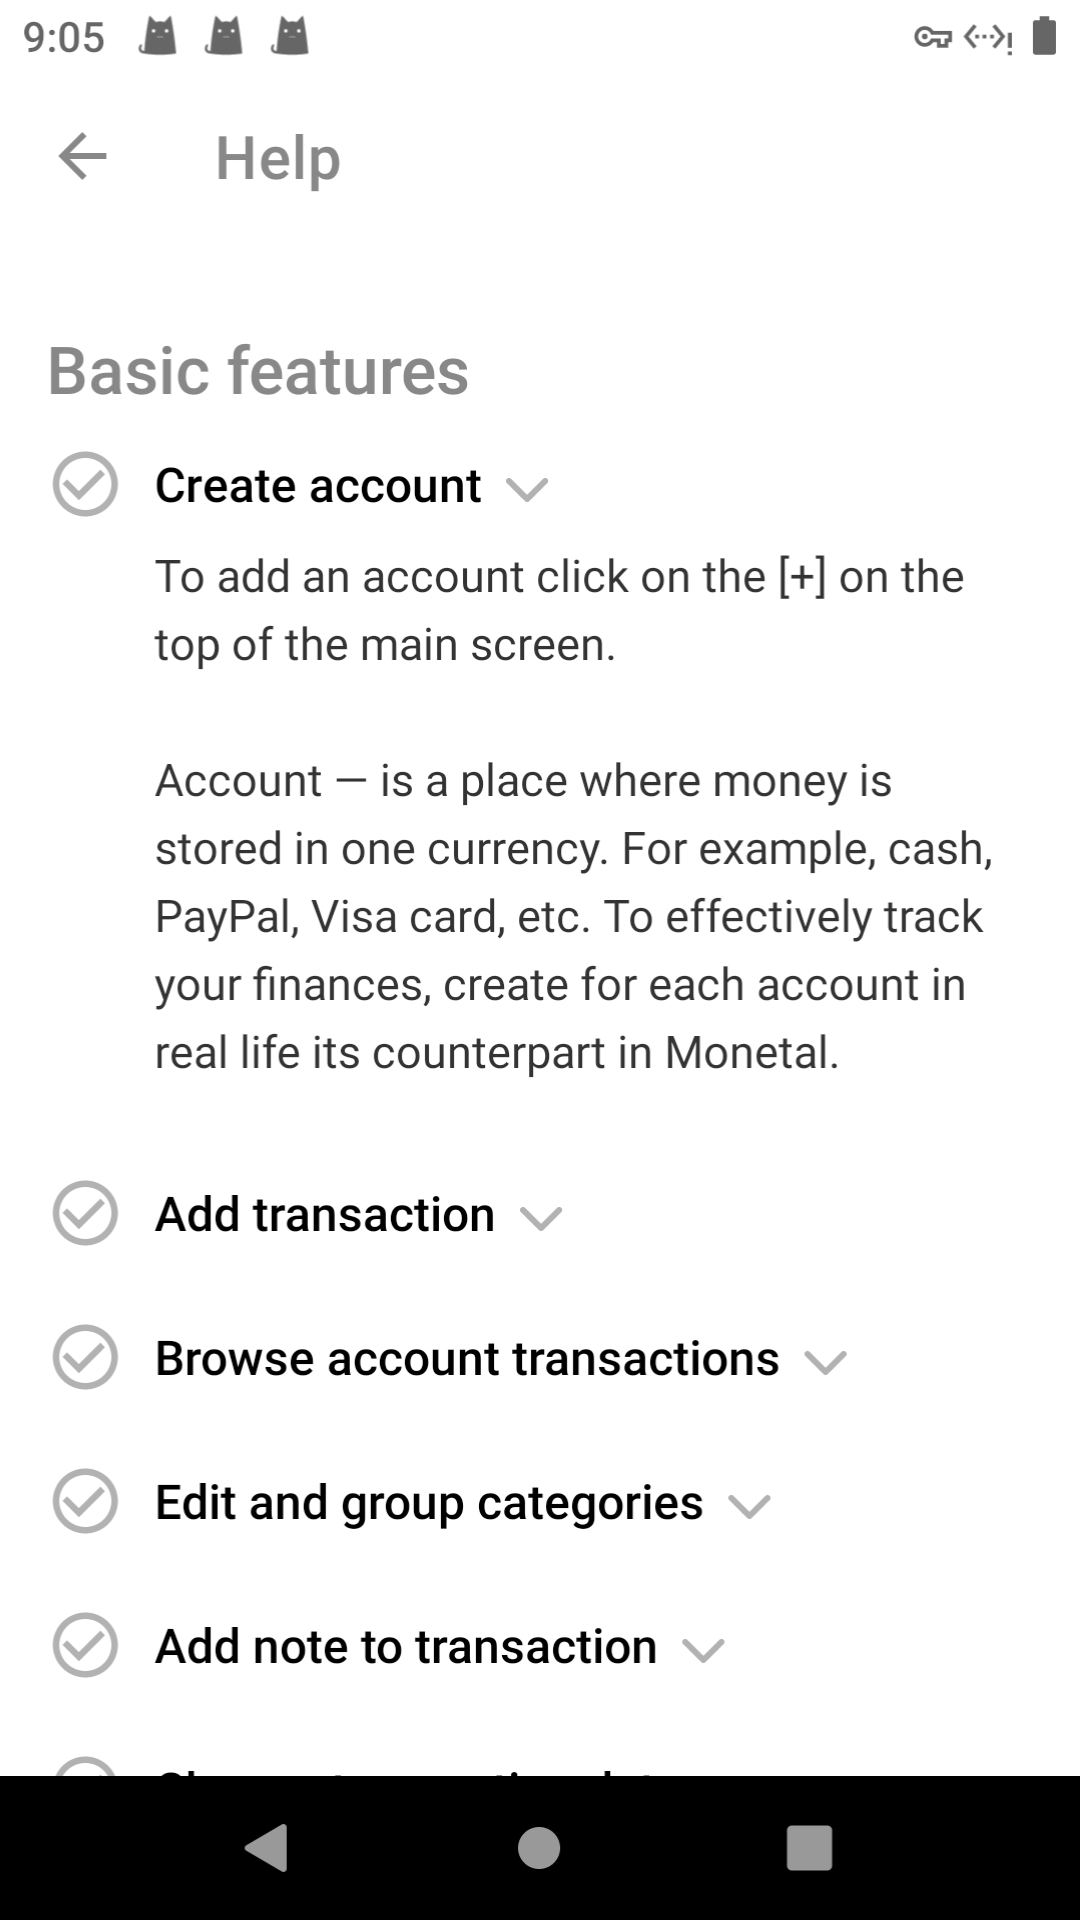 9:05
Help
Basic features
Create account
To add an account click on the [+] on the
top of the main screen.
Account — is a place where money is
stored in one currency. For example, cash,
PayPal, Visa card, etc. To effectively track
your finances, create for each account in
real life its counterpart in Monetal.
Add transaction
Browse account transactions
Edit and group categories
Add note to transaction